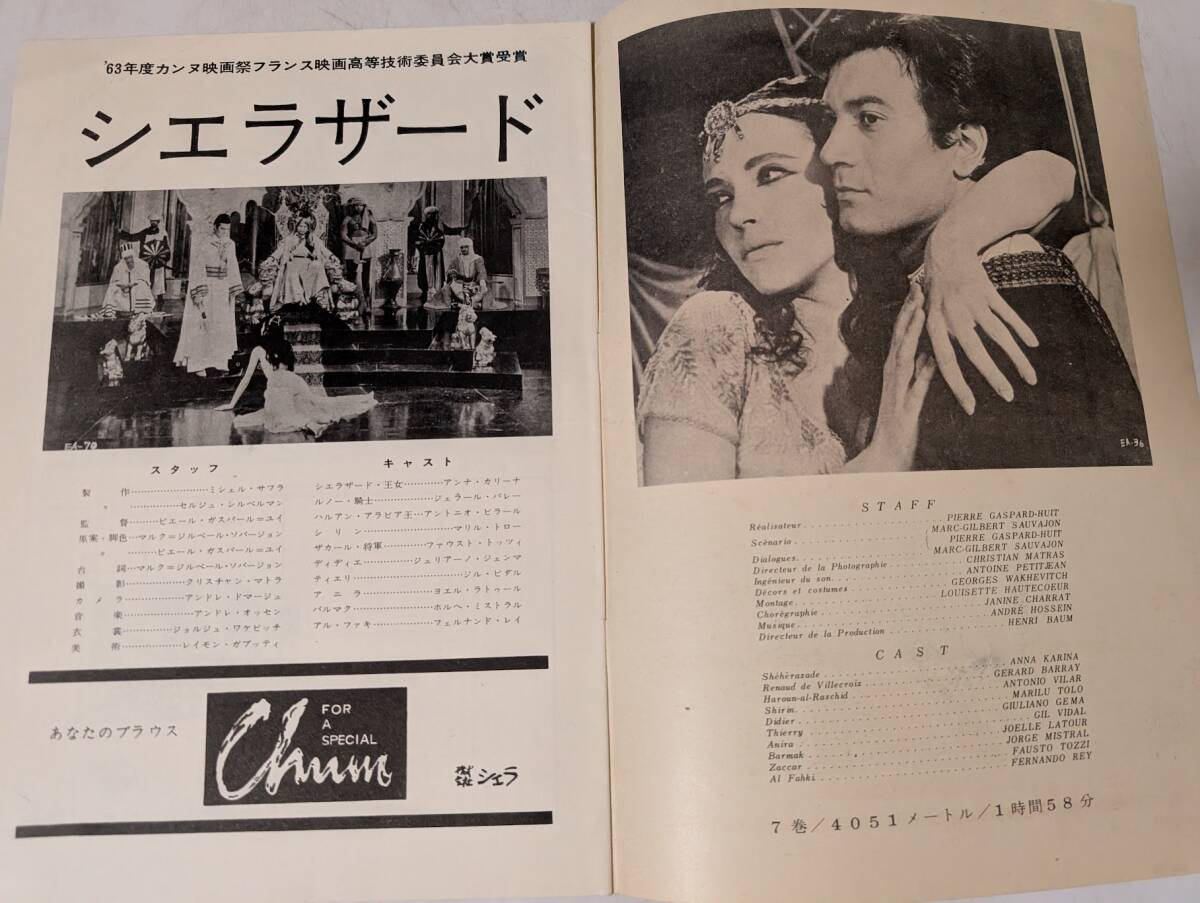 '63年度カンヌ映画祭フランス映画高等技術委員会大賞受賞
シエラザード
EA-70
スタッフ
製作……………………ミシェル・サフラ
〃……………………セルジュ・シルベルマン
監督………ピエール・ガスパール＝ユイ
原案・脚色…マルク＝ジルベール・ソバージョン
〃………ピエール・ガスパール＝ユイ
台詞…マルク＝ジルベール・ソバージョン
撮影………………クリスチャン・マトラ
カメラ………………アンドレ・ドマージュ
音楽………………アンドレ・オッセン
衣裳………………ジョルジュ・ワケビッチ
美術………………レイモン・ガブッティ
キャスト
シエラザード・王女………アンナ・カリーナ
ルノー・騎士………ジェラール・バレー
ハルアン・アラビア王…アントニオ・ビラール
シリン………………マリル・トロー
ザカール・将軍………ファウスト・トッツィ
ディディエ………ジュリアーノ・ジェンマ
ティエリ………………ジル・ビダル
アニラ………………ヨエル・ラトゥール
バルマク………………ホルヘ・ミストラル
アル・ファキ………フェルナンド・レイ
あなたのブラウス
FOR
A
SPECIAL
Chum
株式会社 シエラ
EA-36
STAFF
Réalisateur . . . . . PIERRE GASPARD-HUIT
MARC-GILBERT SAUVAJON
Scénario . . . . . PIERRE GASPARD-HUIT
Dialogues. . . . . MARC-GILBERT SAUVAJON
Directeur de la Photographie . . . . . CHRISTIAN MATRAS
Ingénieur du son. . . . . ANTOINE PETITJEAN
Décors et costumes . . . . . GEORGES WAKHEVITCH
Montage . . . . . LOUISETTE HAUTECOEUR
Chorégraphie . . . . . JANINE CHARRAT
Musique . . . . . ANDRÉ HOSSEIN
Directeur de la Production . . . . . HENRI BAUM
CAST
Shéhérazade . . . . . ANNA KARINA
Renaud de Villecroix . . . . . GERARD BARRAY
Haroun-al-Raschid . . . . . ANTONIO VILAR
Shirm. . . . . MARILU TOLO
Didier . . . . . GIULIANO GEMA
Thierry . . . . . GIL VIDAL
Anira . . . . . JOELLE LATOUR
Barmak . . . . . JORGE MISTRAL
Zaccar . . . . . FAUSTO TOZZI
Al Fahki . . . . . FERNANDO REY
7巻／4051メートル／1時間58分